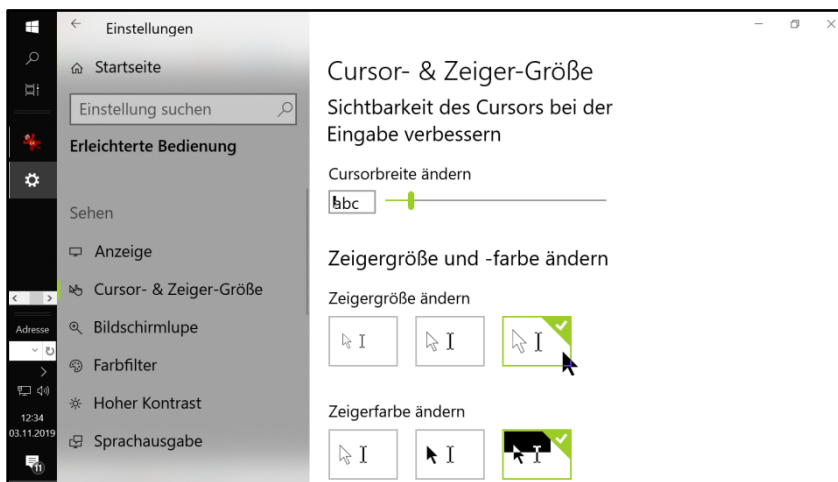 Einstellungen
Startseite
Einstellung suchen
Erleichterte Bedienung
Sehen
Anzeige
Cursor- & Zeiger-Größe
Bildschirmlupe
Farbfilter
Hoher Kontrast
Sprachausgabe
Adresse
12:34
03.11.2019
11
Cursor- & Zeiger-Größe
Sichtbarkeit des Cursors bei der
Eingabe verbessern
Cursorbreite ändern
abc
Zeigergröße und -farbe ändern
Zeigergröße ändern
Zeigerfarbe ändern